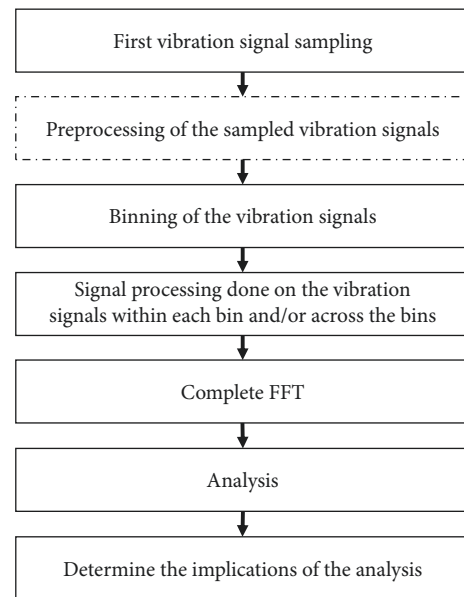 First vibration signal sampling
Preprocessing of the sampled vibration signals
Binning of the vibration signals
Signal processing done on the vibration
signals within each bin and/or across the bins
Complete FFT
Analysis
Determine the implications of the analysis